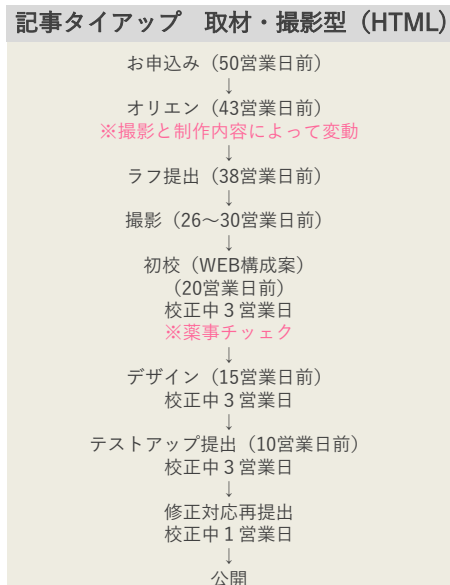 記事タイアップ　取材・撮影型（HTML）
お申込み（50営業日前）
↓
オリエン（43営業日前）
※撮影と制作内容によって変動
↓
ラフ提出（38営業日前）
↓
撮影（26〜30営業日前）
↓
初校（WEB構成案）
（20営業日前）
校正中３営業日
※薬事チッェク
↓
デザイン（15営業日前）
校正中３営業日
↓
テストアップ提出（10営業日前）
校正中３営業日
↓
修正対応再提出
校正中１営業日
↓
公開